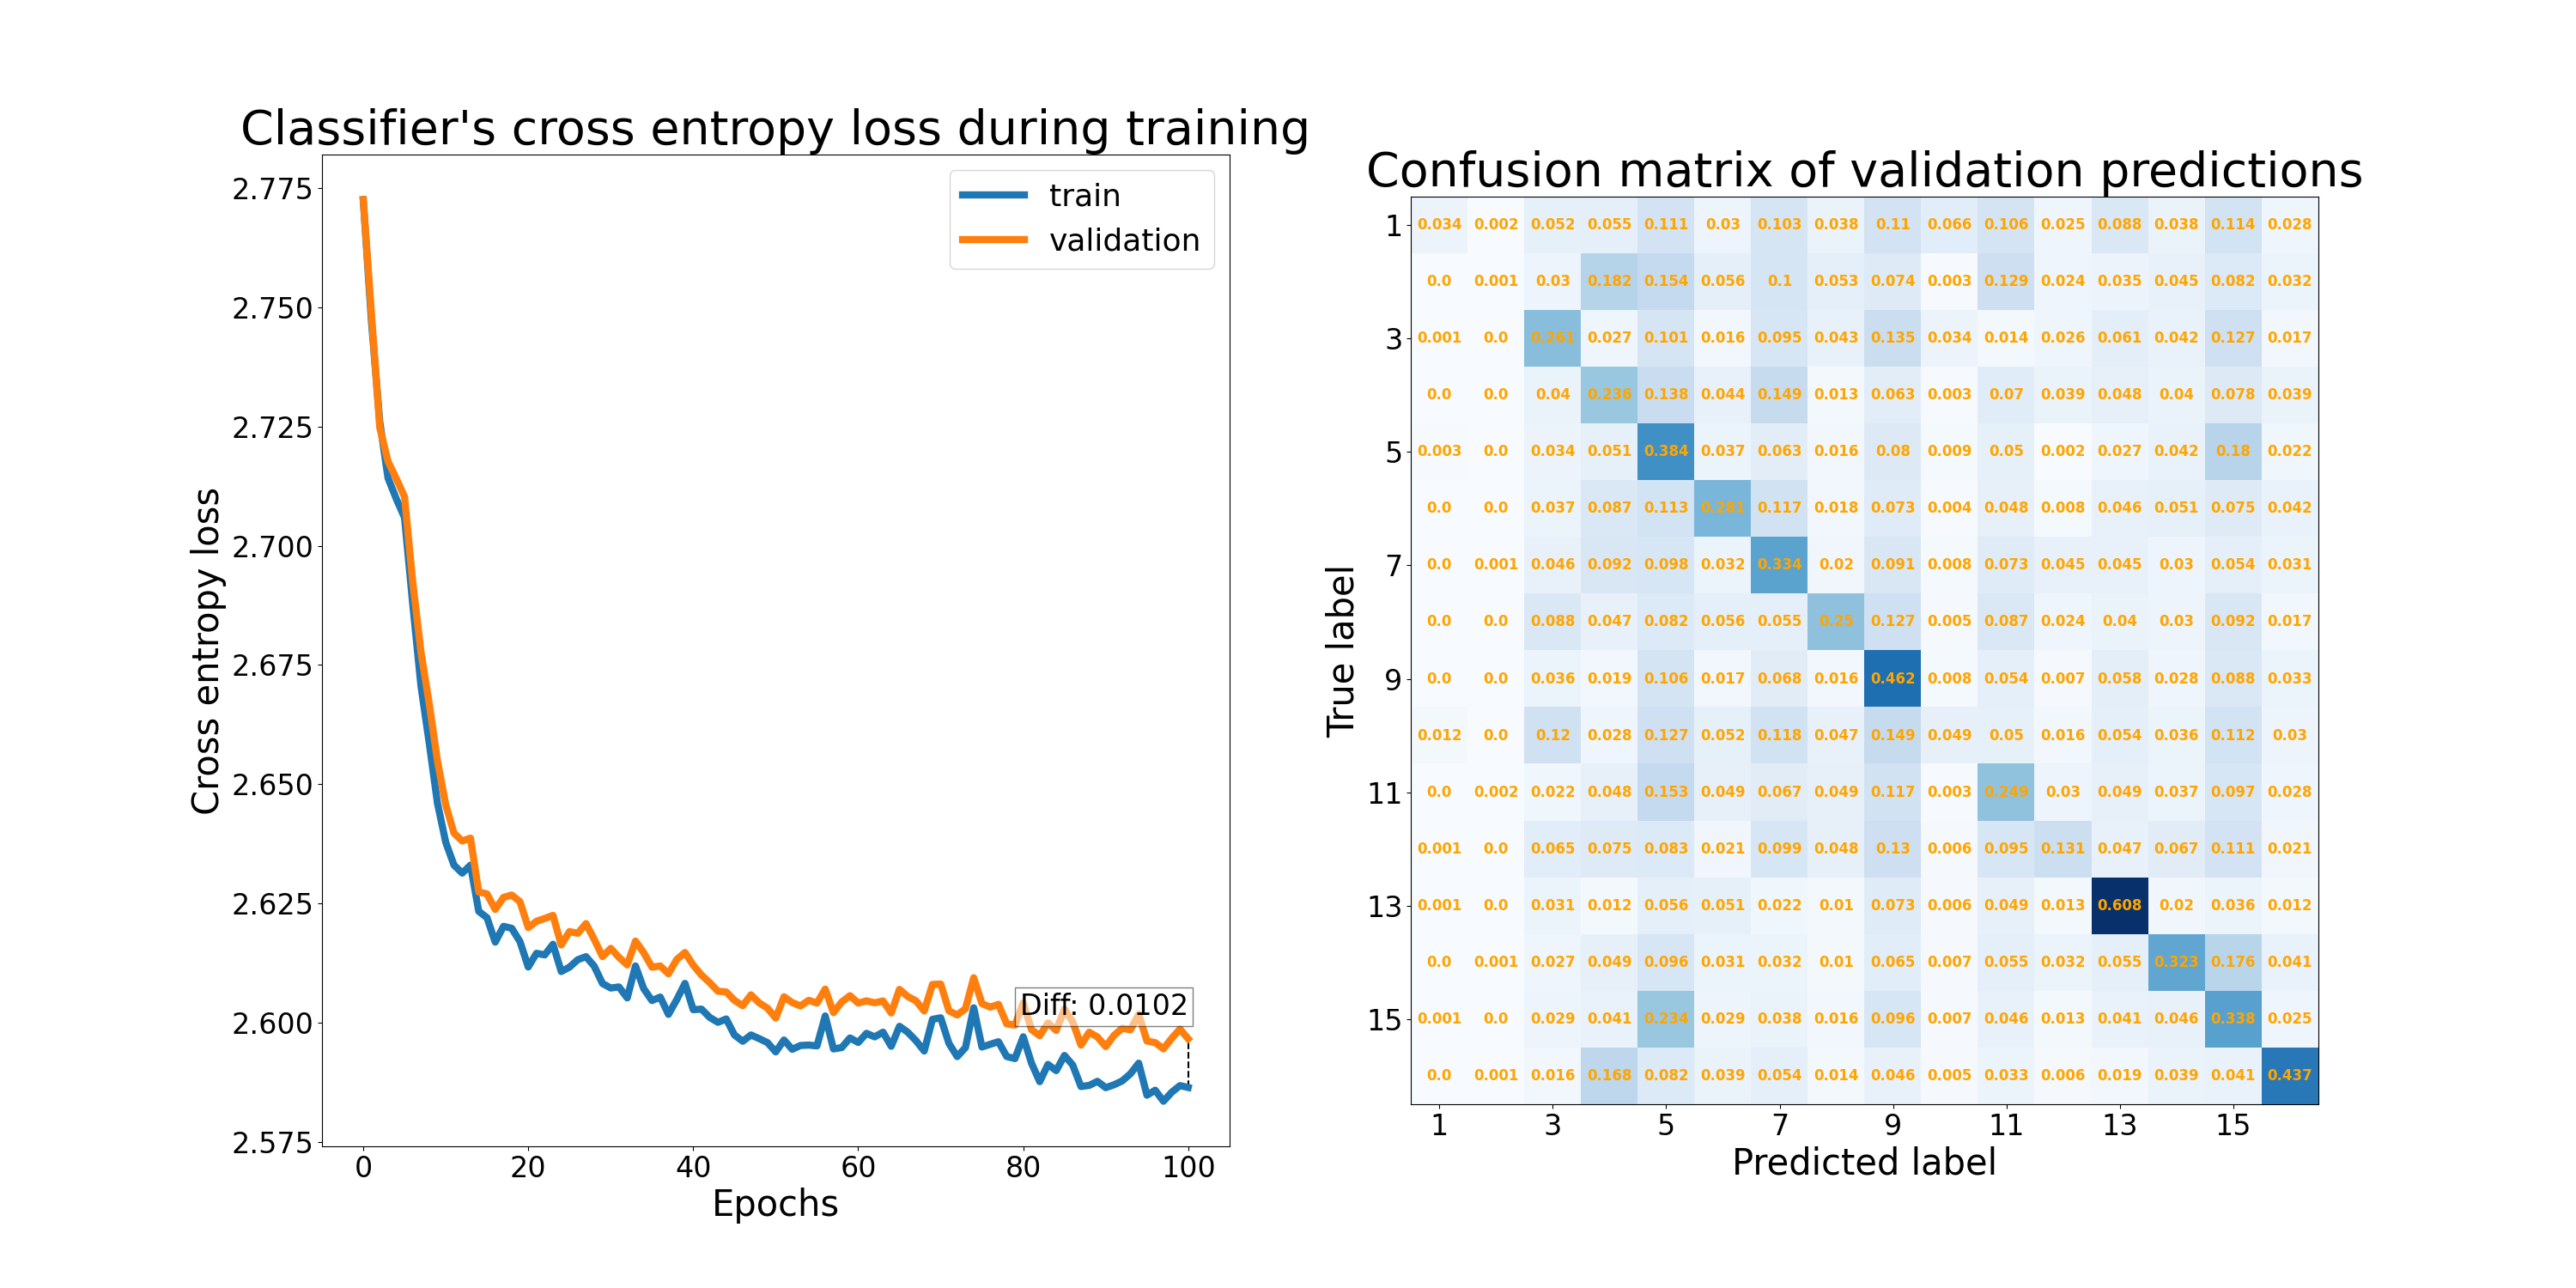 Classifier's cross entropy loss during training
train
validation
2.775
2.750
2.725
2.700
2.675
2.650
2.625
2.600
2.575
Cross entropy loss
Diff: 0.0102
0 20 40 60 80 100
Epochs
Confusion matrix of validation predictions
True label
1 0.034 0.002 0.052 0.055 0.111 0.03 0.103 0.038 0.11 0.066 0.106 0.025 0.088 0.038 0.114 0.028
0.0 0.001 0.03 0.182 0.154 0.056 0.1 0.053 0.074 0.003 0.129 0.024 0.035 0.045 0.082 0.032
3 0.001 0.0 0.261 0.027 0.101 0.016 0.095 0.043 0.135 0.034 0.014 0.026 0.061 0.042 0.127 0.017
0.0 0.0 0.04 0.236 0.138 0.044 0.149 0.013 0.063 0.003 0.07 0.039 0.048 0.04 0.078 0.039
5 0.003 0.0 0.034 0.051 0.384 0.037 0.063 0.016 0.08 0.009 0.05 0.002 0.027 0.042 0.18 0.022
0.0 0.0 0.037 0.087 0.113 0.281 0.117 0.018 0.073 0.004 0.048 0.008 0.046 0.051 0.075 0.042
7 0.0 0.001 0.046 0.092 0.098 0.032 0.334 0.02 0.091 0.008 0.073 0.045 0.045 0.03 0.054 0.031
0.0 0.0 0.088 0.047 0.082 0.056 0.055 0.25 0.127 0.005 0.087 0.024 0.04 0.03 0.092 0.017
9 0.0 0.0 0.036 0.019 0.106 0.017 0.068 0.016 0.462 0.008 0.054 0.007 0.058 0.028 0.088 0.033
0.012 0.0 0.12 0.028 0.127 0.052 0.118 0.047 0.149 0.049 0.05 0.016 0.054 0.036 0.112 0.03
11 0.0 0.002 0.022 0.048 0.153 0.049 0.067 0.049 0.117 0.003 0.249 0.03 0.049 0.037 0.097 0.028
0.001 0.0 0.065 0.075 0.083 0.021 0.099 0.048 0.13 0.006 0.095 0.131 0.047 0.067 0.111 0.021
13 0.001 0.0 0.031 0.012 0.056 0.051 0.022 0.01 0.073 0.006 0.049 0.013 0.608 0.02 0.036 0.012
0.0 0.001 0.027 0.049 0.096 0.031 0.032 0.01 0.065 0.007 0.055 0.032 0.055 0.323 0.176 0.041
15 0.001 0.0 0.029 0.041 0.234 0.029 0.038 0.016 0.096 0.007 0.046 0.013 0.041 0.046 0.338 0.025
0.0 0.001 0.016 0.168 0.082 0.039 0.054 0.014 0.046 0.005 0.033 0.006 0.019 0.039 0.041 0.437
1 3 5 7 9 11 13 15
Predicted label